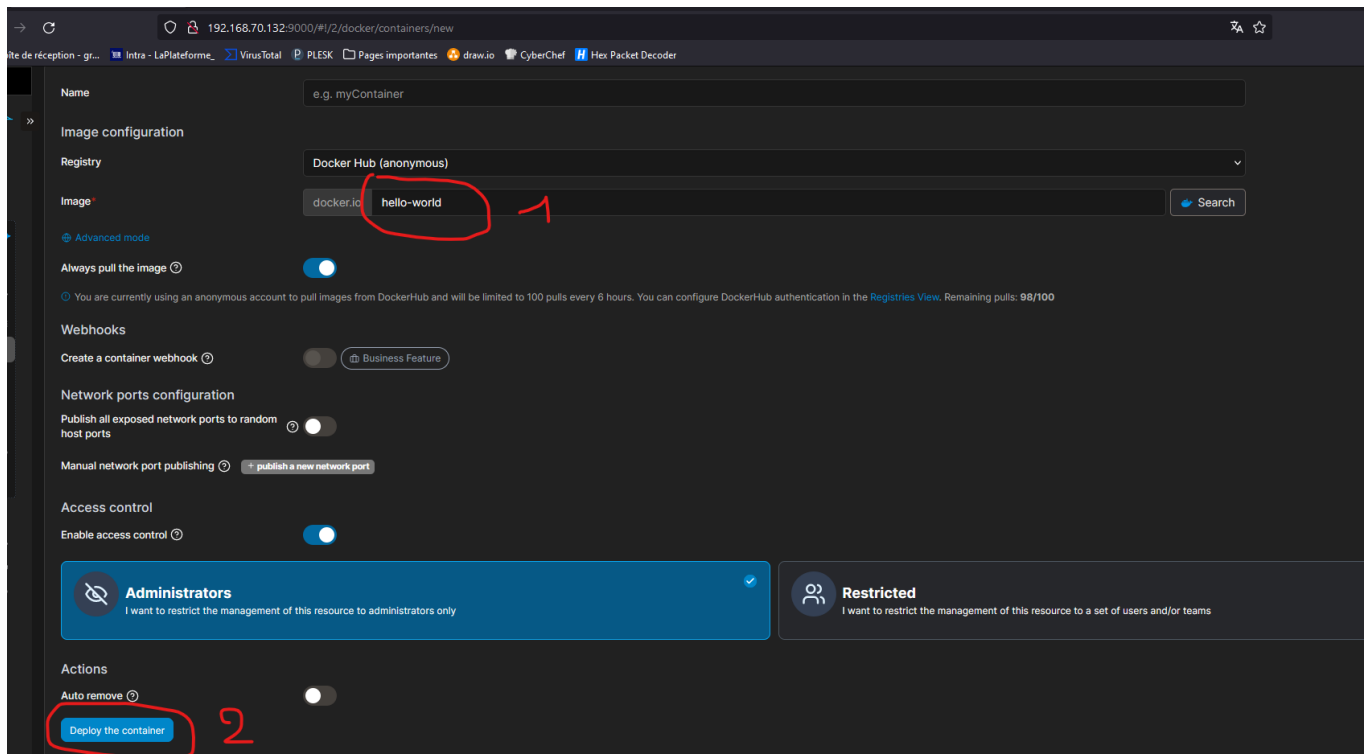 192.168.70.132:9000/#!/2/docker/containers/new
oîte de réception - gr... Intra - LaPlateforme_ VirusTotal PLESK Pages importantes draw.io CyberChef Hex Packet Decoder
Name e.g. myContainer
Image configuration
Registry Docker Hub (anonymous)
Image* docker.io hello-world Search
1
Advanced mode
Always pull the image
You are currently using an anonymous account to pull images from DockerHub and will be limited to 100 pulls every 6 hours. You can configure DockerHub authentication in the Registries View. Remaining pulls: 98/100
Webhooks
Create a container webhook Business Feature
Network ports configuration
Publish all exposed network ports to random
host ports
Manual network port publishing + publish a new network port
Access control
Enable access control
Administrators Restricted
I want to restrict the management of this resource to administrators only I want to restrict the management of this resource to a set of users and/or teams
Actions
Auto remove
Deploy the container 2